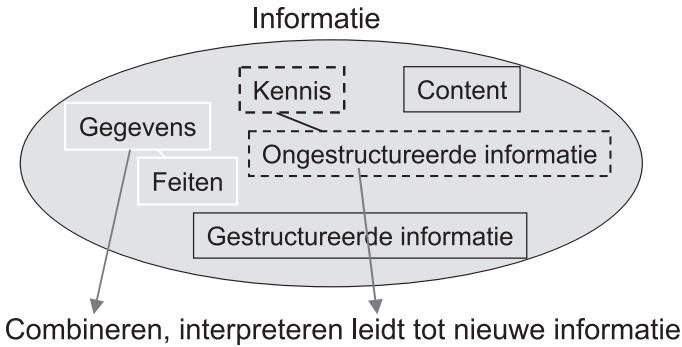 Informatie
Kennis
Content
Gegevens
Ongestructureerde informatie
Feiten
Gestructureerde informatie
Combineren, interpreteren leidt tot nieuwe informatie